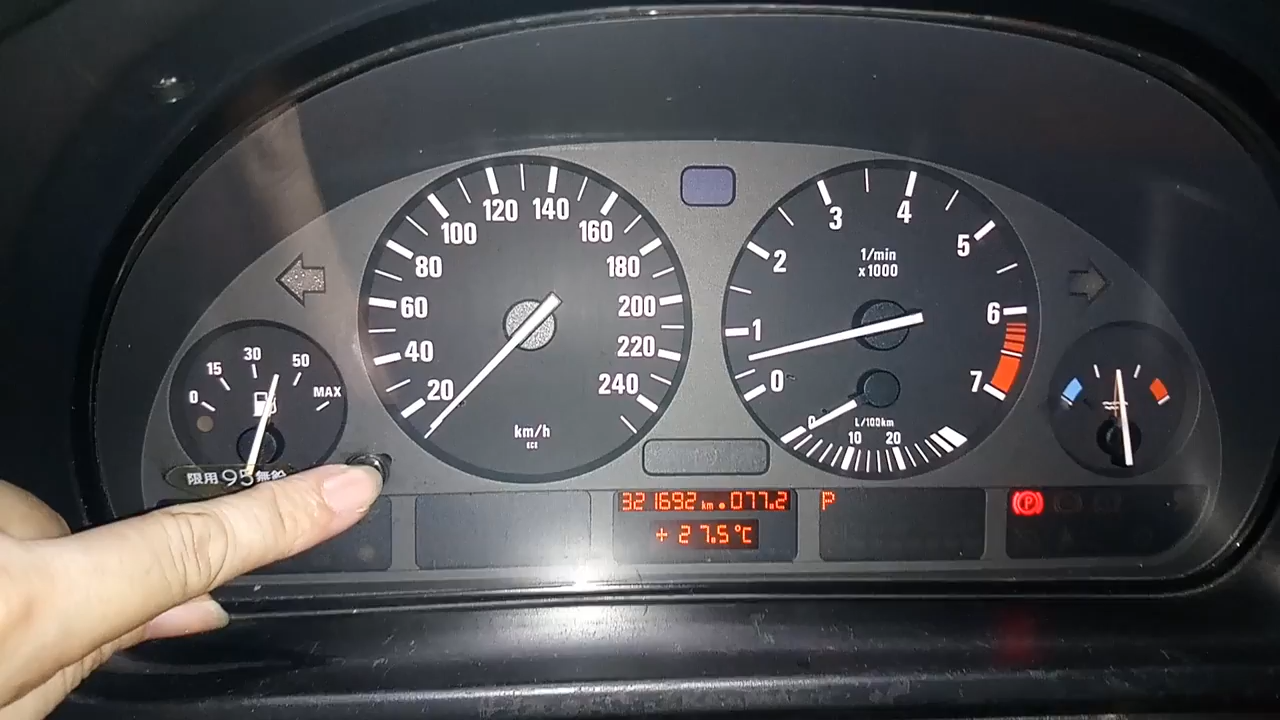 0
15
30
50
MAX
限用95無鉛
20
40
60
80
100
120
140
160
180
200
220
240
km/h
ECE
0
1
2
3
4
5
6
7
1/min
x1000
0
10
20
L/100km
321692 km 077.2
+27.5°C
P
(P)